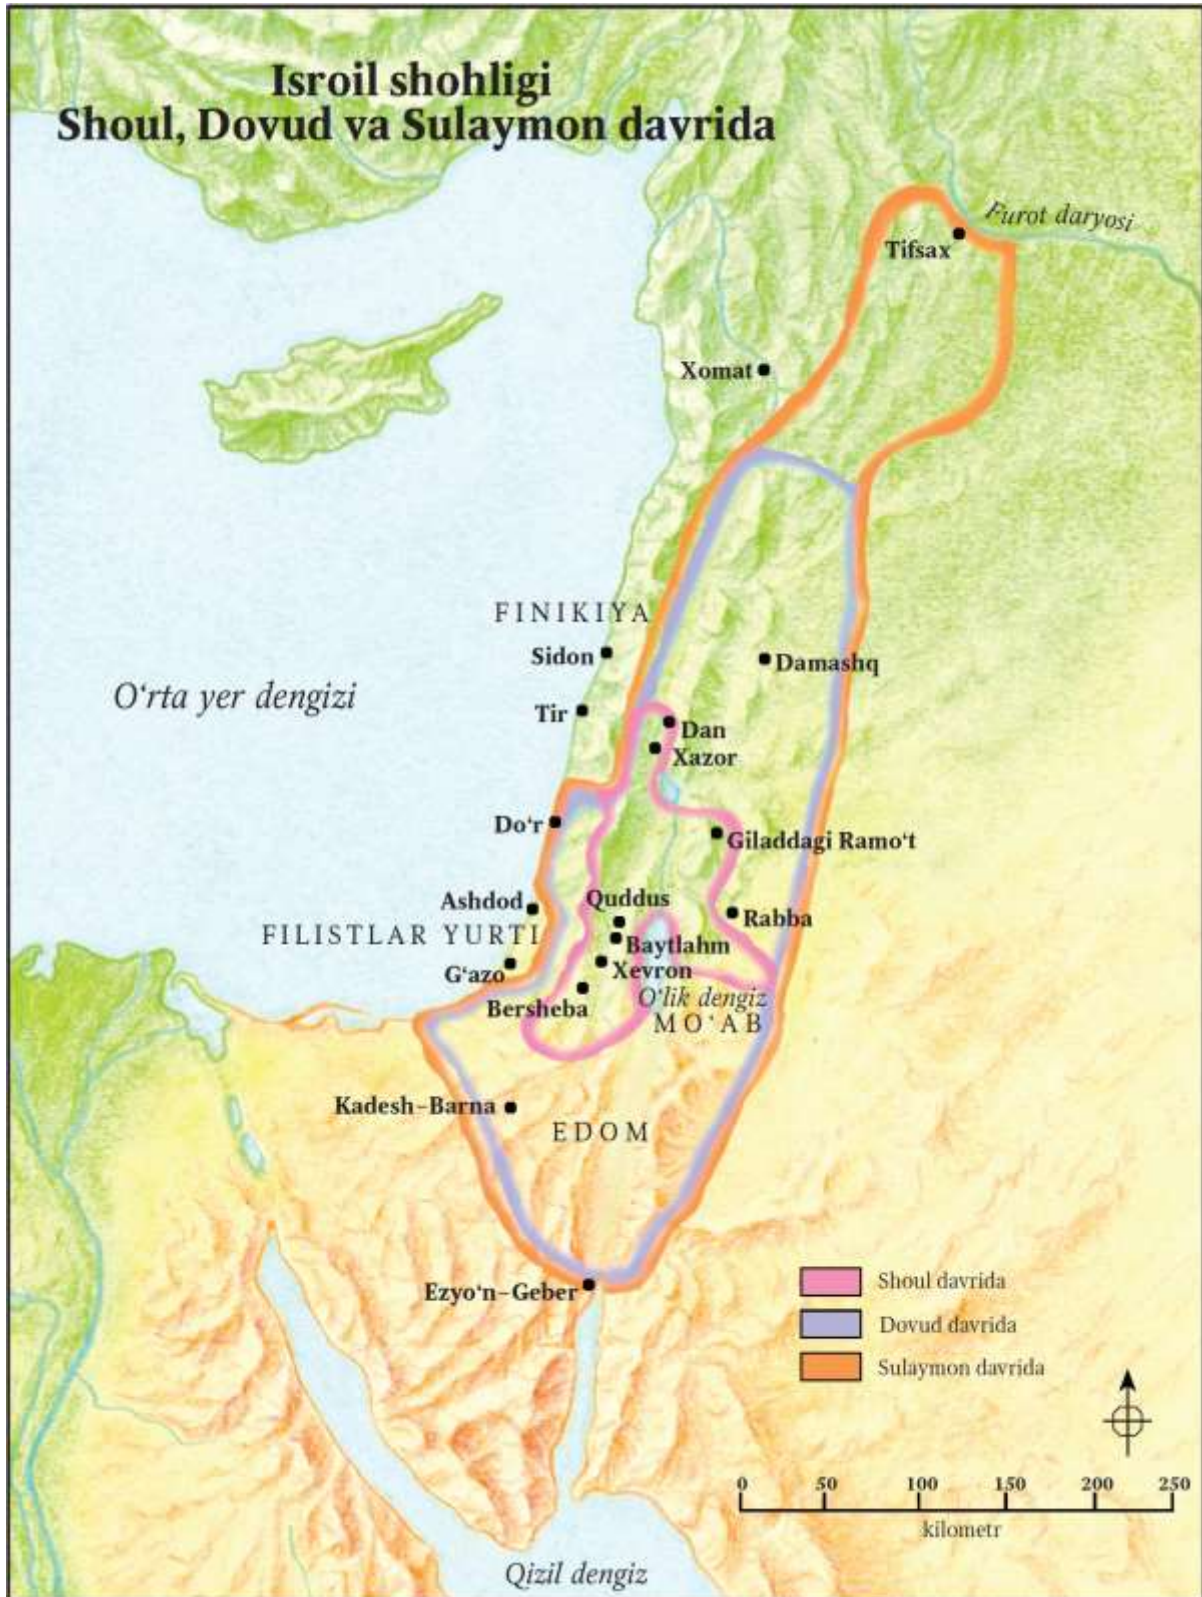 Isroil shohligi
Shoul, Dovud va Sulaymon davrida
Furot daryosi
Tifsax
Xomat
FINIKIYA
Sidon
Damashq
O‘rta yer dengizi
Tir
Dan
Xazor
Do‘r
Giladdagi Ramo‘t
Ashdod
Quddus
Rabba
FILISTLAR YURTI
Baytlahm
G‘azo
Xevron
Bersheba
O‘lik dengiz
MO‘AB
Kadesh–Barna
EDOM
Ezyo‘n–Geber
Shoul davrida
Dovud davrida
Sulaymon davrida
0 50 100 150 200 250
kilometr
Qizil dengiz